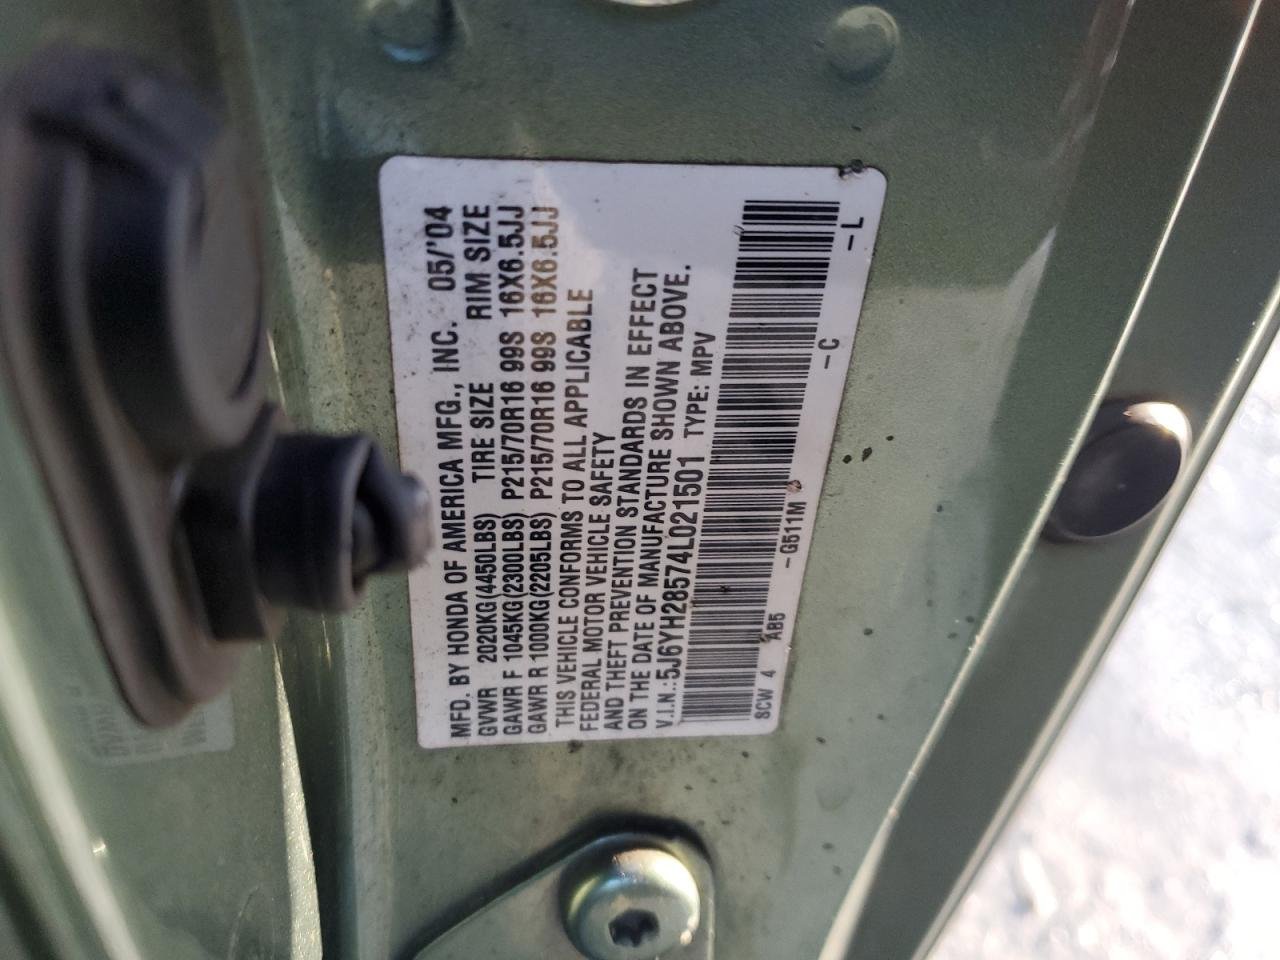 MFD. BY HONDA OF AMERICA MFG., INC. 05/'04
GVWR 2020KG(4450LBS) TIRE SIZE RIM SIZE
GAWR F 1045KG(2300LBS) P215/70R16 99S 16X6.5JJ
GAWR R 1000KG(2205LBS) P215/70R16 99S 16X6.5JJ
THIS VEHICLE CONFORMS TO ALL APPLICABLE
FEDERAL MOTOR VEHICLE SAFETY
AND THEFT PREVENTION STANDARDS IN EFFECT
ON THE DATE OF MANUFACTURE SHOWN ABOVE.
V.I.N.:5J6YH28574L021501 TYPE: MPV
SCW 4 AB5 -G511M -C -L